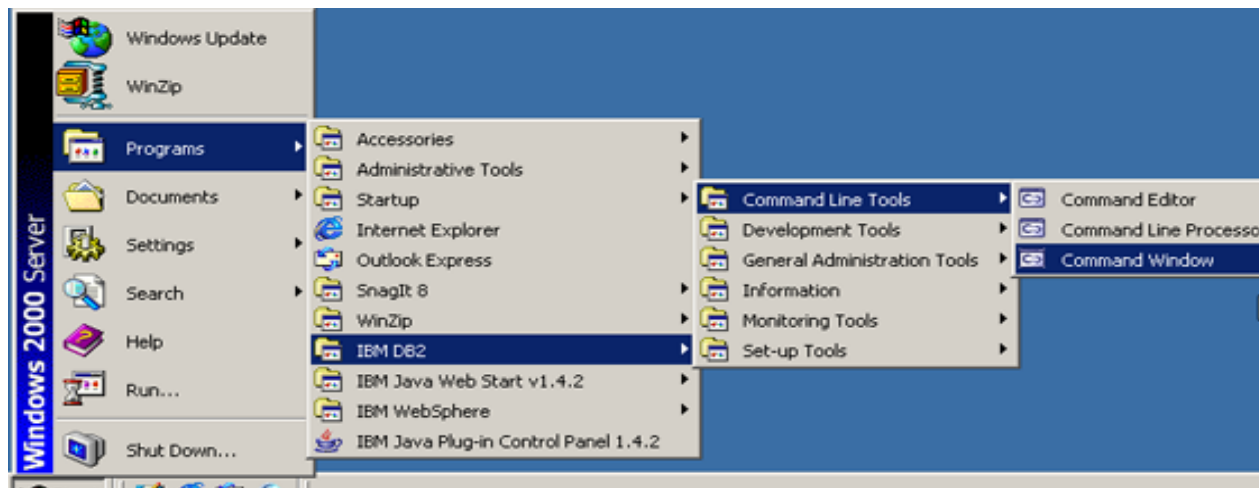 Windows 2000 Server
Windows Update
WinZip
Programs
Documents
Settings
Search
Help
Run...
Shut Down...
Accessories
Administrative Tools
Startup
Internet Explorer
Outlook Express
SnagIt 8
WinZip
IBM DB2
IBM Java Web Start v1.4.2
IBM WebSphere
IBM Java Plug-in Control Panel 1.4.2
Command Line Tools
Development Tools
General Administration Tools
Information
Monitoring Tools
Set-up Tools
Command Editor
Command Line Processo
Command Window